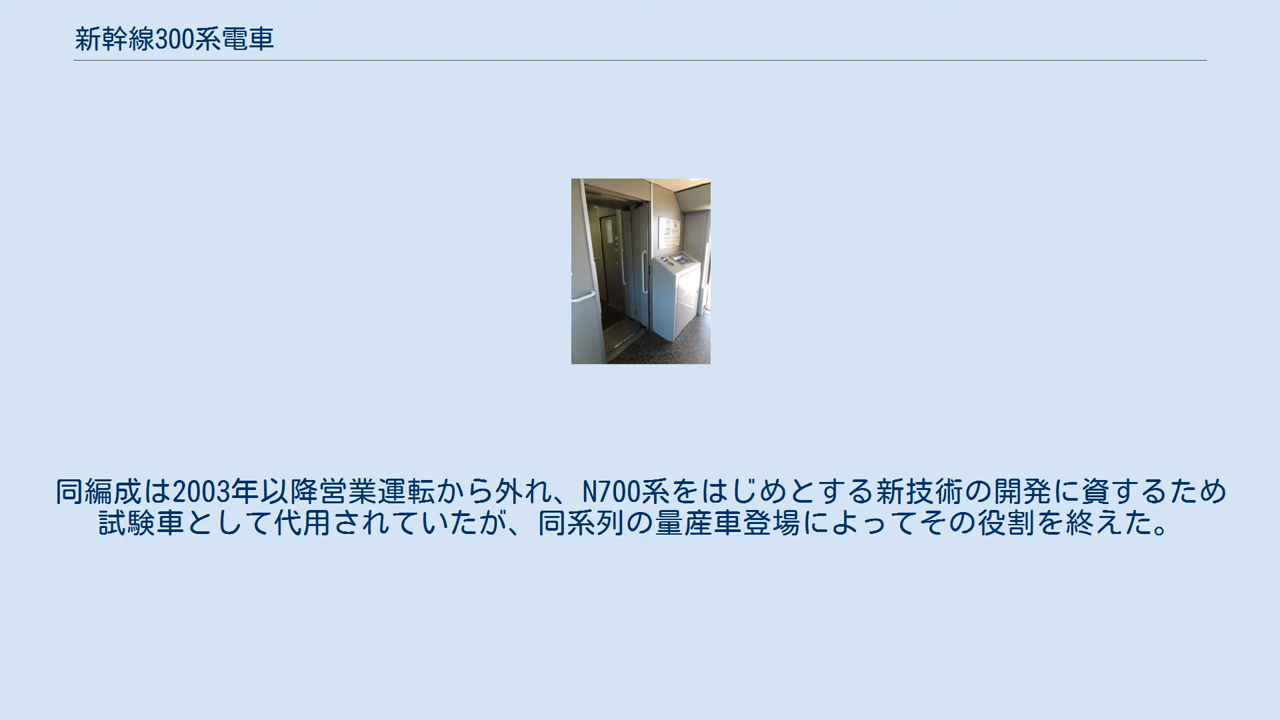 新幹線300系電車
同編成は2003年以降営業運転から外れ、N700系をはじめとする新技術の開発に資するため
試験車として代用されていたが、同系列の量産車登場によってその役割を終えた。